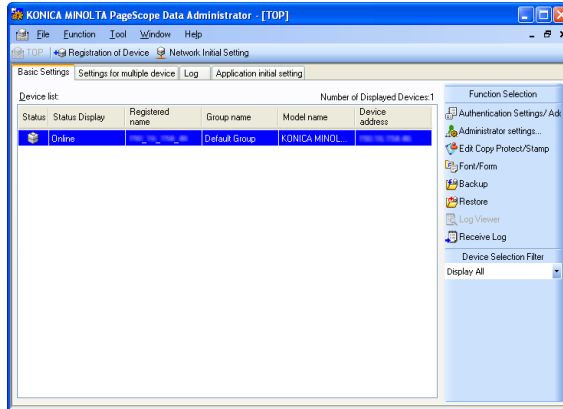 KONICA MINOLTA PageScope Data Administrator - [TOP]
File Function Tool Window Help
TOP Registration of Device Network Initial Setting
Basic Settings Settings for multiple device Log Application initial setting
Device list: Number of Displayed Devices:1
Status Status Display Registered name Group name Model name Device address
Online Default Group KONICA MINOL...
Function Selection
Authentication Settings/ Add
Administrator settings...
Edit Copy Protect/Stamp
Font/Form
Backup
Restore
Log Viewer
Receive Log
Device Selection Filter
Display All